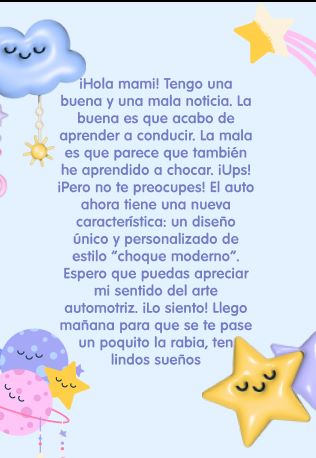 ¡Hola mami! Tengo una
buena y una mala noticia. La
buena es que acabo de
aprender a conducir. La mala
es que parece que también
he aprendido a chocar. ¡Ups!
¡Pero no te preocupes! El auto
ahora tiene una nueva
característica: un diseño
único y personalizado de
estilo “choque moderno”.
Espero que puedas apreciar
mi sentido del arte
automotriz. ¡Lo siento! Llego
mañana para que se te pase
un poquito la rabia, ten
lindos sueños